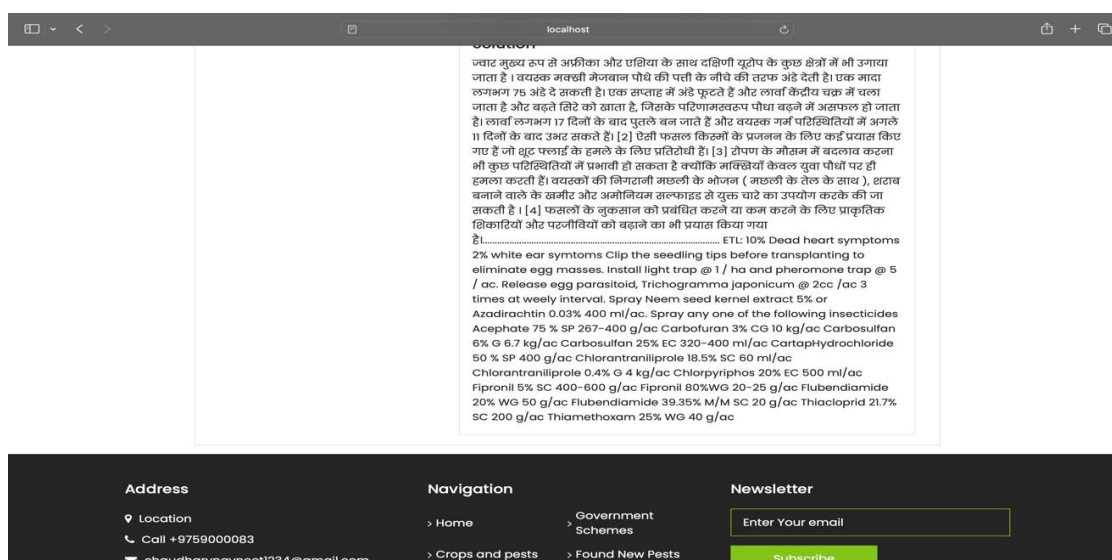 localhost
Solution
ज्वार मुख्य रूप से अफ्रीका और एशिया के साथ दक्षिणी यूरोप के कुछ क्षेत्रों में भी उगाया
जाता है । वयस्क मक्खी मेजबान पौधे की पत्ती के नीचे की तरफ अंडे देती है। एक मादा
लगभग 75 अंडे दे सकती है। एक सप्ताह में अंडे फूटते हैं और लार्वा केंद्रीय चक्र में चला
जाता है और बढ़ते सिरे को खाता है, जिसके परिणामस्वरूप पौधा बढ़ने में असफल हो जाता
है। लार्वा लगभग 17 दिनों के बाद पुतले बन जाते हैं और वयस्क गर्म परिस्थितियों में अगले
11 दिनों के बाद उभर सकते हैं। [2] ऐसी फसल किस्मों के प्रजनन के लिए कई प्रयास किए
गए हैं जो शूट फ्लाई के हमले के लिए प्रतिरोधी हैं। [3] रोपण के मौसम में बदलाव करना
भी कुछ परिस्थितियों में प्रभावी हो सकता है क्योंकि मक्खियाँ केवल युवा पौधों पर ही
हमला करती हैं। वयस्कों की निगरानी मछली के भोजन ( मछली के तेल के साथ ), शराब
बनाने वाले के खमीर और अमोनियम सल्फाइड से युक्त चारे का उपयोग करके की जा
सकती है । [4] फसलों के नुकसान को प्रबंधित करने या कम करने के लिए प्राकृतिक
शिकारियों और परजीवियों को बढ़ाने का भी प्रयास किया गया
है।................................................................................ ETL: 10% Dead heart symptoms
2% white ear symtoms Clip the seedling tips before transplanting to
eliminate egg masses. Install light trap @ 1 / ha and pheromone trap @ 5
/ ac. Release egg parasitoid, Trichogramma japonicum @ 2cc /ac 3
times at weely interval. Spray Neem seed kernel extract 5% or
Azadirachtin 0.03% 400 ml/ac. Spray any one of the following insecticides
Acephate 75 % SP 267-400 g/ac Carbofuran 3% CG 10 kg/ac Carbosulfan
6% G 6.7 kg/ac Carbosulfan 25% EC 320-400 ml/ac CartapHydrochloride
50 % SP 400 g/ac Chlorantraniliprole 18.5% SC 60 ml/ac
Chlorantraniliprole 0.4% G 4 kg/ac Chlorpyriphos 20% EC 500 ml/ac
Fipronil 5% SC 400-600 g/ac Fipronil 80%WG 20-25 g/ac Flubendiamide
20% WG 50 g/ac Flubendiamide 39.35% M/M SC 20 g/ac Thiacloprid 21.7%
SC 200 g/ac Thiamethoxam 25% WG 40 g/ac
Address
Location
Call +9759000083
Navigation
> Home
> Government
Schemes
> Crops and pests
> Found New Pests
Newsletter
Enter Your email
Subscribe